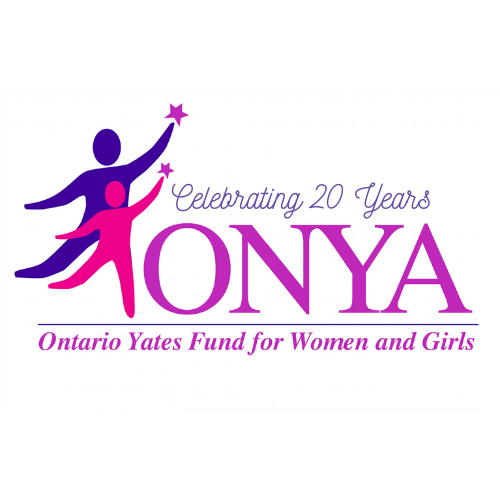 Celebrating 20 Years
ONYA
Ontario Yates Fund for Women and Girls